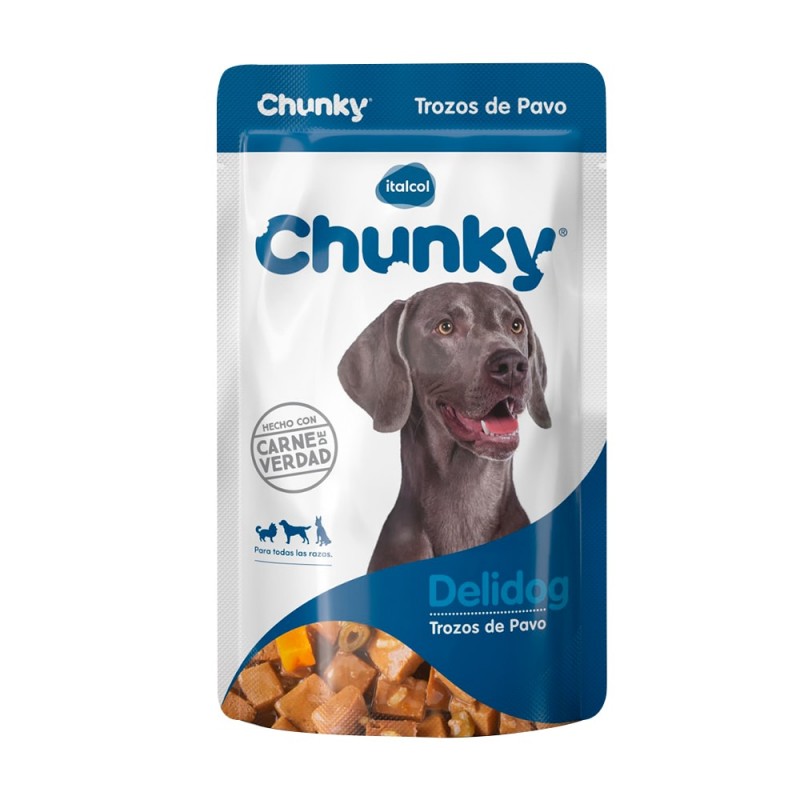 Chunky® Trozos de Pavo
italcol
Chunky®
HECHO CON
CARNE DE
VERDAD
Para todas las razas.
Delidog
Trozos de Pavo